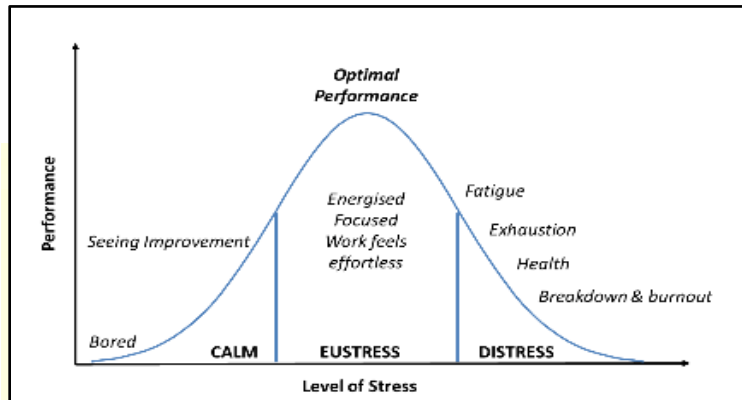 Optimal
Performance
Performance
Energised
Focused
Work feels
effortless
Seeing Improvement
Bored
Fatigue
Exhaustion
Health
Breakdown & burnout
CALM
EUSTRESS
DISTRESS
Level of Stress